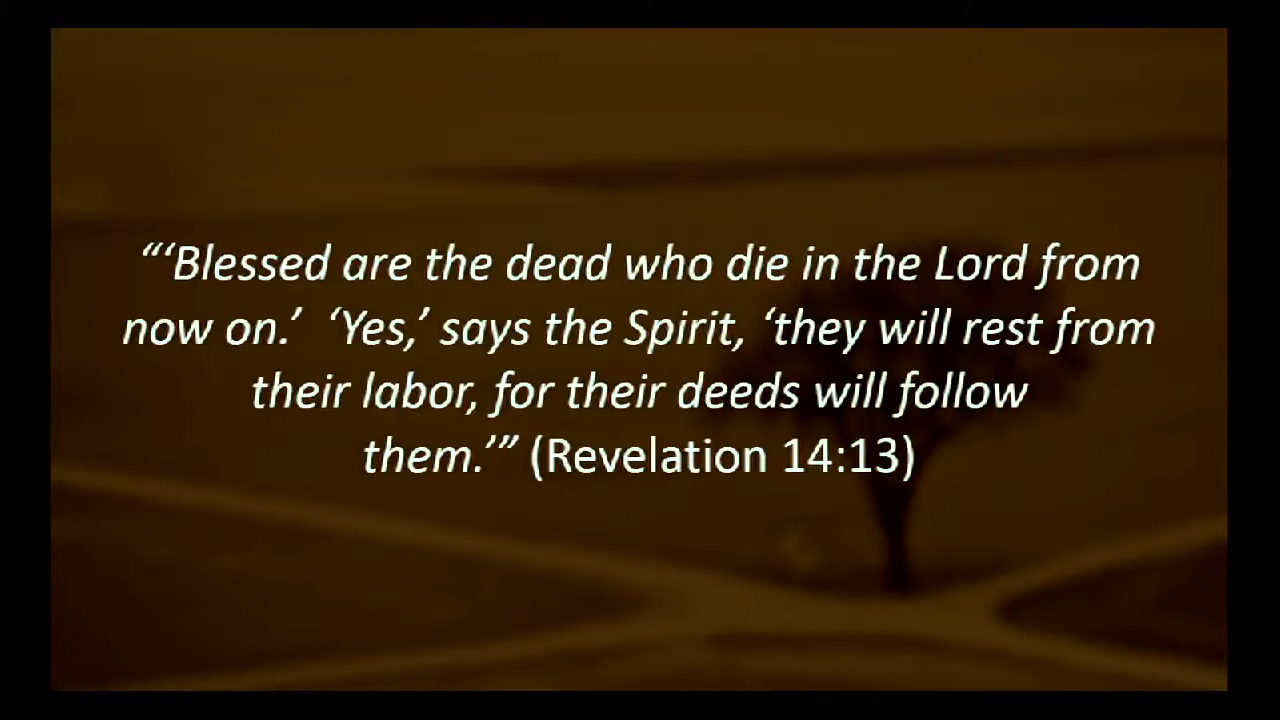 “‘Blessed are the dead who die in the Lord from
now on.’  ‘Yes,’ says the Spirit, ‘they will rest from
their labor, for their deeds will follow
them.’” (Revelation 14:13)